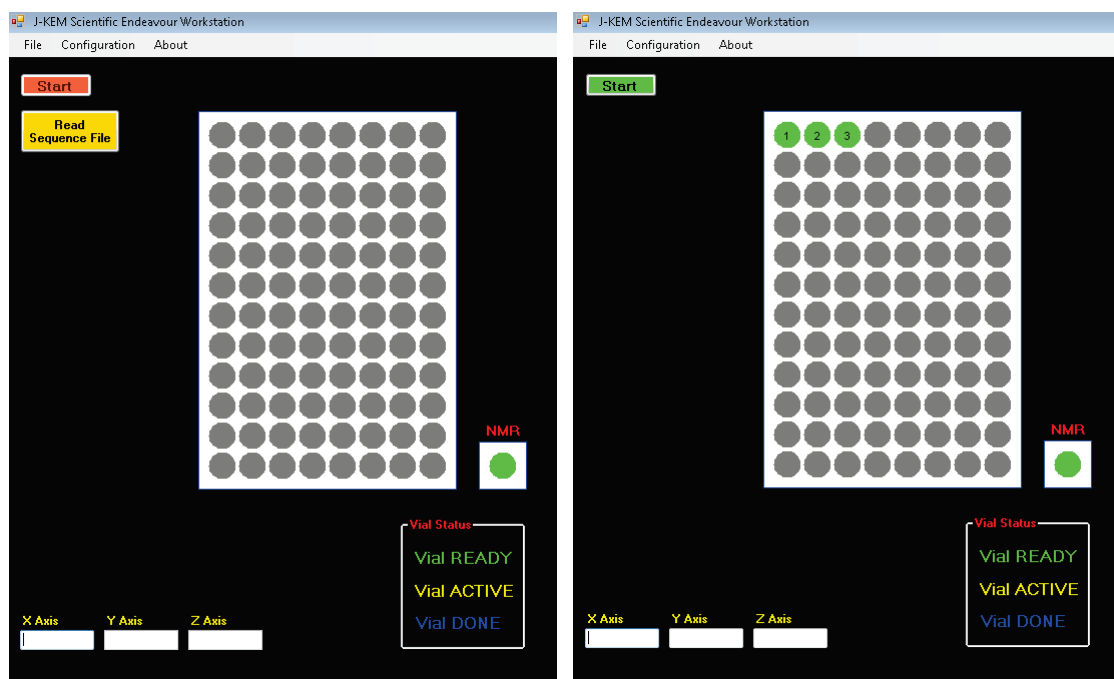 J-KEM Scientific Endeavour Workstation
File Configuration About
Start
Read
Sequence File
NMR
Vial Status
Vial READY
Vial ACTIVE
Vial DONE
X Axis Y Axis Z Axis
J-KEM Scientific Endeavour Workstation
File Configuration About
Start
1 2 3
NMR
Vial Status
Vial READY
Vial ACTIVE
Vial DONE
X Axis Y Axis Z Axis